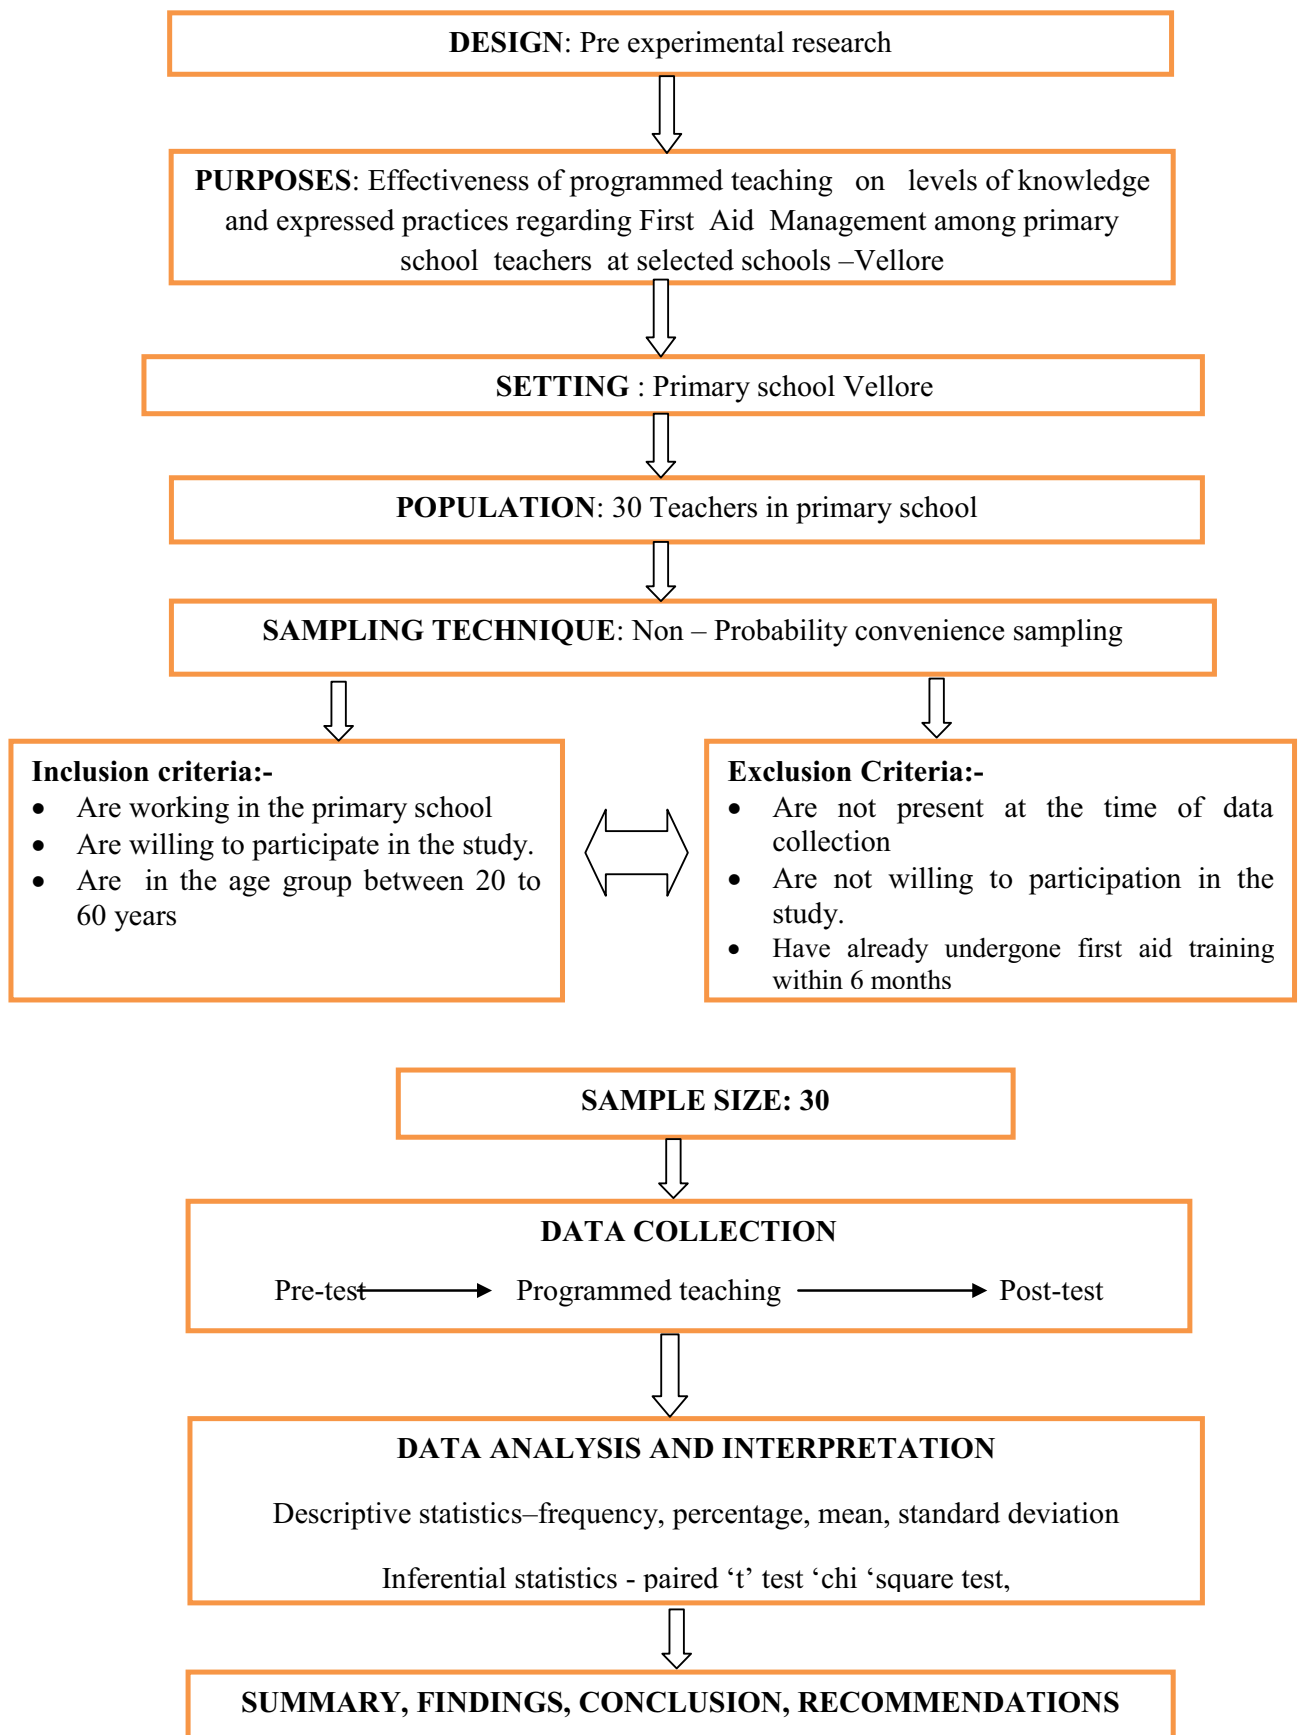 DESIGN: Pre experimental research
PURPOSES: Effectiveness of programmed teaching on levels of knowledge
and expressed practices regarding First Aid Management among primary
school teachers at selected schools –Vellore
SETTING : Primary school Vellore
POPULATION: 30 Teachers in primary school
SAMPLING TECHNIQUE: Non – Probability convenience sampling
Inclusion criteria:-
• Are working in the primary school
• Are willing to participate in the study.
• Are in the age group between 20 to
60 years
Exclusion Criteria:-
• Are not present at the time of data
collection
• Are not willing to participation in the
study.
• Have already undergone first aid training
within 6 months
SAMPLE SIZE: 30
DATA COLLECTION
Pre-test Programmed teaching Post-test
DATA ANALYSIS AND INTERPRETATION
Descriptive statistics–frequency, percentage, mean, standard deviation
Inferential statistics - paired ‘t’ test ‘chi ‘square test,
SUMMARY, FINDINGS, CONCLUSION, RECOMMENDATIONS